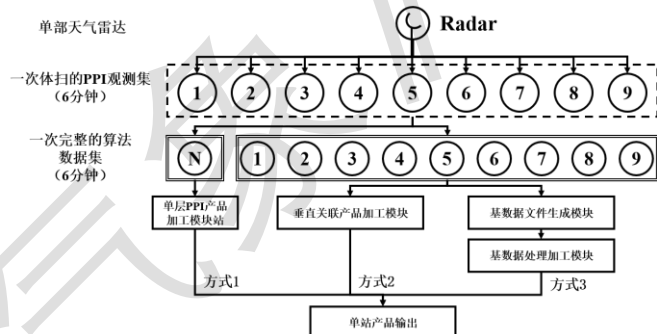 单部天气雷达
Radar
一次体扫的PPI观测集
（6分钟）
1 2 3 4 5 6 7 8 9
一次完整的算法
数据集
（6分钟）
N 1 2 3 4 5 6 7 8 9
单层PPI产品
加工模块站
垂直关联产品加工模块
基数据文件生成模块
基数据处理加工模块
方式1 方式2 方式3
单站产品输出
气象